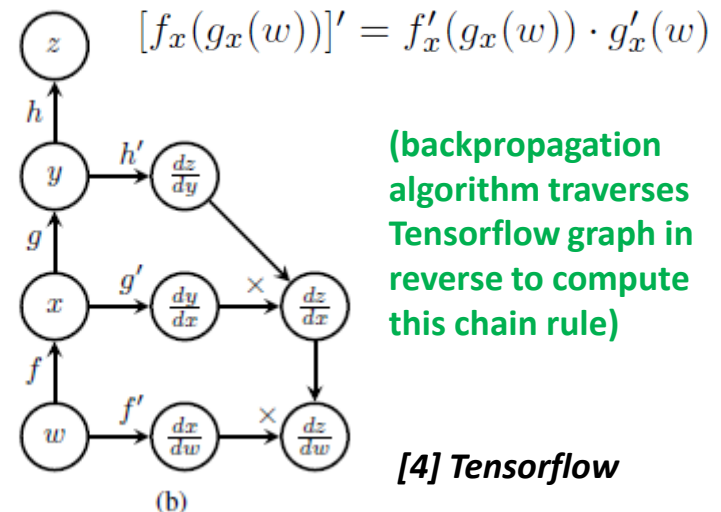 [f_x(g_x(w))]' = f'_x(g_x(w)) · g'_x(w)
z
h
y
h'
dz/dy
g
x
g'
dy/dx
×
dz/dx
f
w
f'
dx/dw
×
dz/dw
(b)
(backpropagation
algorithm traverses
Tensorflow graph in
reverse to compute
this chain rule)
[4] Tensorflow